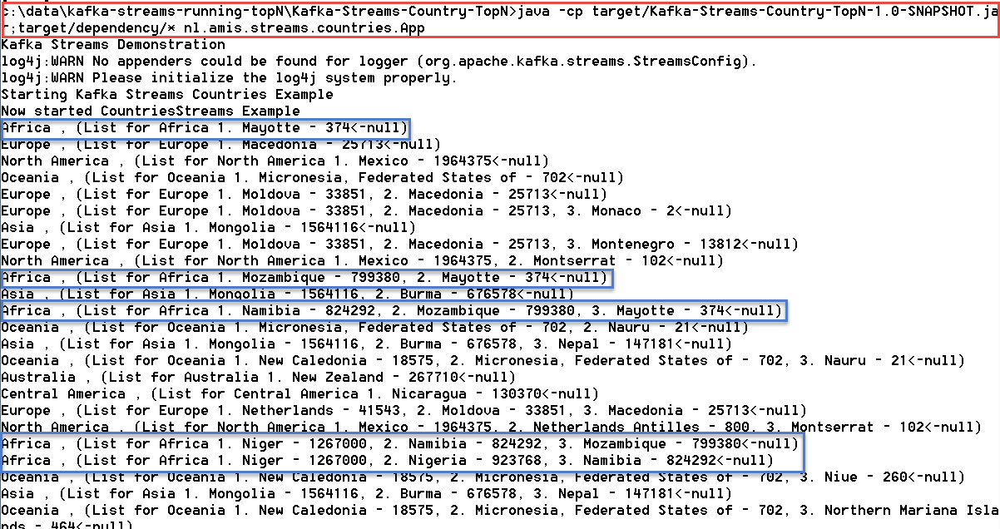 c:\data\kafka-streams-running-topN\Kafka-Streams-Country-TopN>java -cp target/Kafka-Streams-Country-TopN-1.0-SNAPSHOT.ja
r;target/dependency/* nl.amis.streams.countries.App
Kafka Streams Demonstration
log4j:WARN No appenders could be found for logger (org.apache.kafka.streams.StreamsConfig).
log4j:WARN Please initialize the log4j system properly.
Starting Kafka Streams Countries Example
Now started CountriesStreams Example
Africa , (List for Africa 1. Mayotte - 374<-null)
Europe , (List for Europe 1. Macedonia - 25713<-null)
North America , (List for North America 1. Mexico - 1964375<-null)
Oceania , (List for Oceania 1. Micronesia, Federated States of - 702<-null)
Europe , (List for Europe 1. Moldova - 33851, 2. Macedonia - 25713<-null)
Europe , (List for Europe 1. Moldova - 33851, 2. Macedonia - 25713, 3. Monaco - 2<-null)
Asia , (List for Asia 1. Mongolia - 1564116<-null)
Europe , (List for Europe 1. Moldova - 33851, 2. Macedonia - 25713, 3. Montenegro - 13812<-null)
North America , (List for North America 1. Mexico - 1964375, 2. Montserrat - 102<-null)
Africa , (List for Africa 1. Mozambique - 799380, 2. Mayotte - 374<-null)
Asia , (List for Asia 1. Mongolia - 1564116, 2. Burma - 676578<-null)
Africa , (List for Africa 1. Namibia - 824292, 2. Mozambique - 799380, 3. Mayotte - 374<-null)
Oceania , (List for Oceania 1. Micronesia, Federated States of - 702, 2. Nauru - 21<-null)
Asia , (List for Asia 1. Mongolia - 1564116, 2. Burma - 676578, 3. Nepal - 147181<-null)
Oceania , (List for Oceania 1. New Caledonia - 18575, 2. Micronesia, Federated States of - 702, 3. Nauru - 21<-null)
Australia , (List for Australia 1. New Zealand - 267710<-null)
Central America , (List for Central America 1. Nicaragua - 130370<-null)
Europe , (List for Europe 1. Netherlands - 41543, 2. Moldova - 33851, 3. Macedonia - 25713<-null)
North America , (List for North America 1. Mexico - 1964375, 2. Netherlands Antilles - 800, 3. Montserrat - 102<-null)
Africa , (List for Africa 1. Niger - 1267000, 2. Namibia - 824292, 3. Mozambique - 799380<-null)
Africa , (List for Africa 1. Niger - 1267000, 2. Nigeria - 923768, 3. Namibia - 824292<-null)
Oceania , (List for Oceania 1. New Caledonia - 18575, 2. Micronesia, Federated States of - 702, 3. Niue - 260<-null)
Asia , (List for Asia 1. Mongolia - 1564116, 2. Burma - 676578, 3. Nepal - 147181<-null)
Oceania , (List for Oceania 1. New Caledonia - 18575, 2. Micronesia, Federated States of - 702, 3. Northern Mariana Isla
nds - 464<-null)